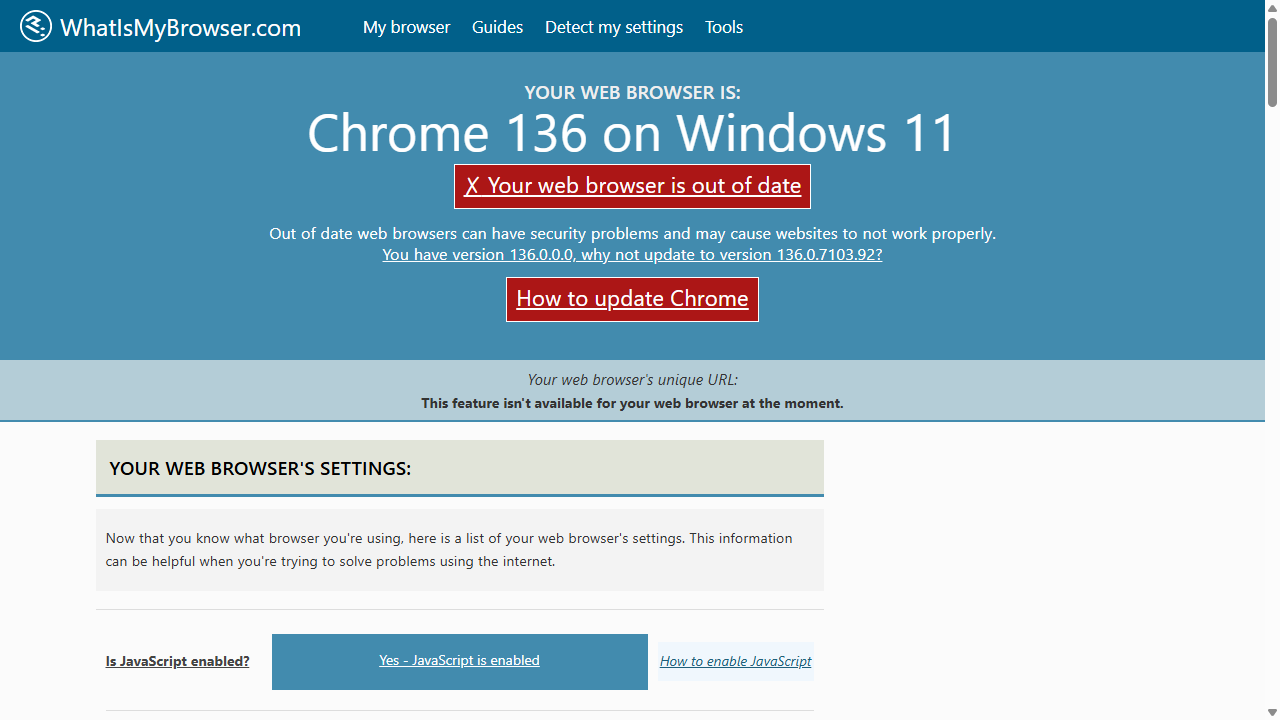 WhatIsMyBrowser.com
My browser
Guides
Detect my settings
Tools
YOUR WEB BROWSER IS:
Chrome 136 on Windows 11
✗ Your web browser is out of date
Out of date web browsers can have security problems and may cause websites to not work properly.
You have version 136.0.0.0, why not update to version 136.0.7103.92?
How to update Chrome
Your web browser's unique URL:
This feature isn't available for your web browser at the moment.
YOUR WEB BROWSER'S SETTINGS:
Now that you know what browser you're using, here is a list of your web browser's settings. This information
can be helpful when you're trying to solve problems using the internet.
Is JavaScript enabled?
Yes - JavaScript is enabled
How to enable JavaScript